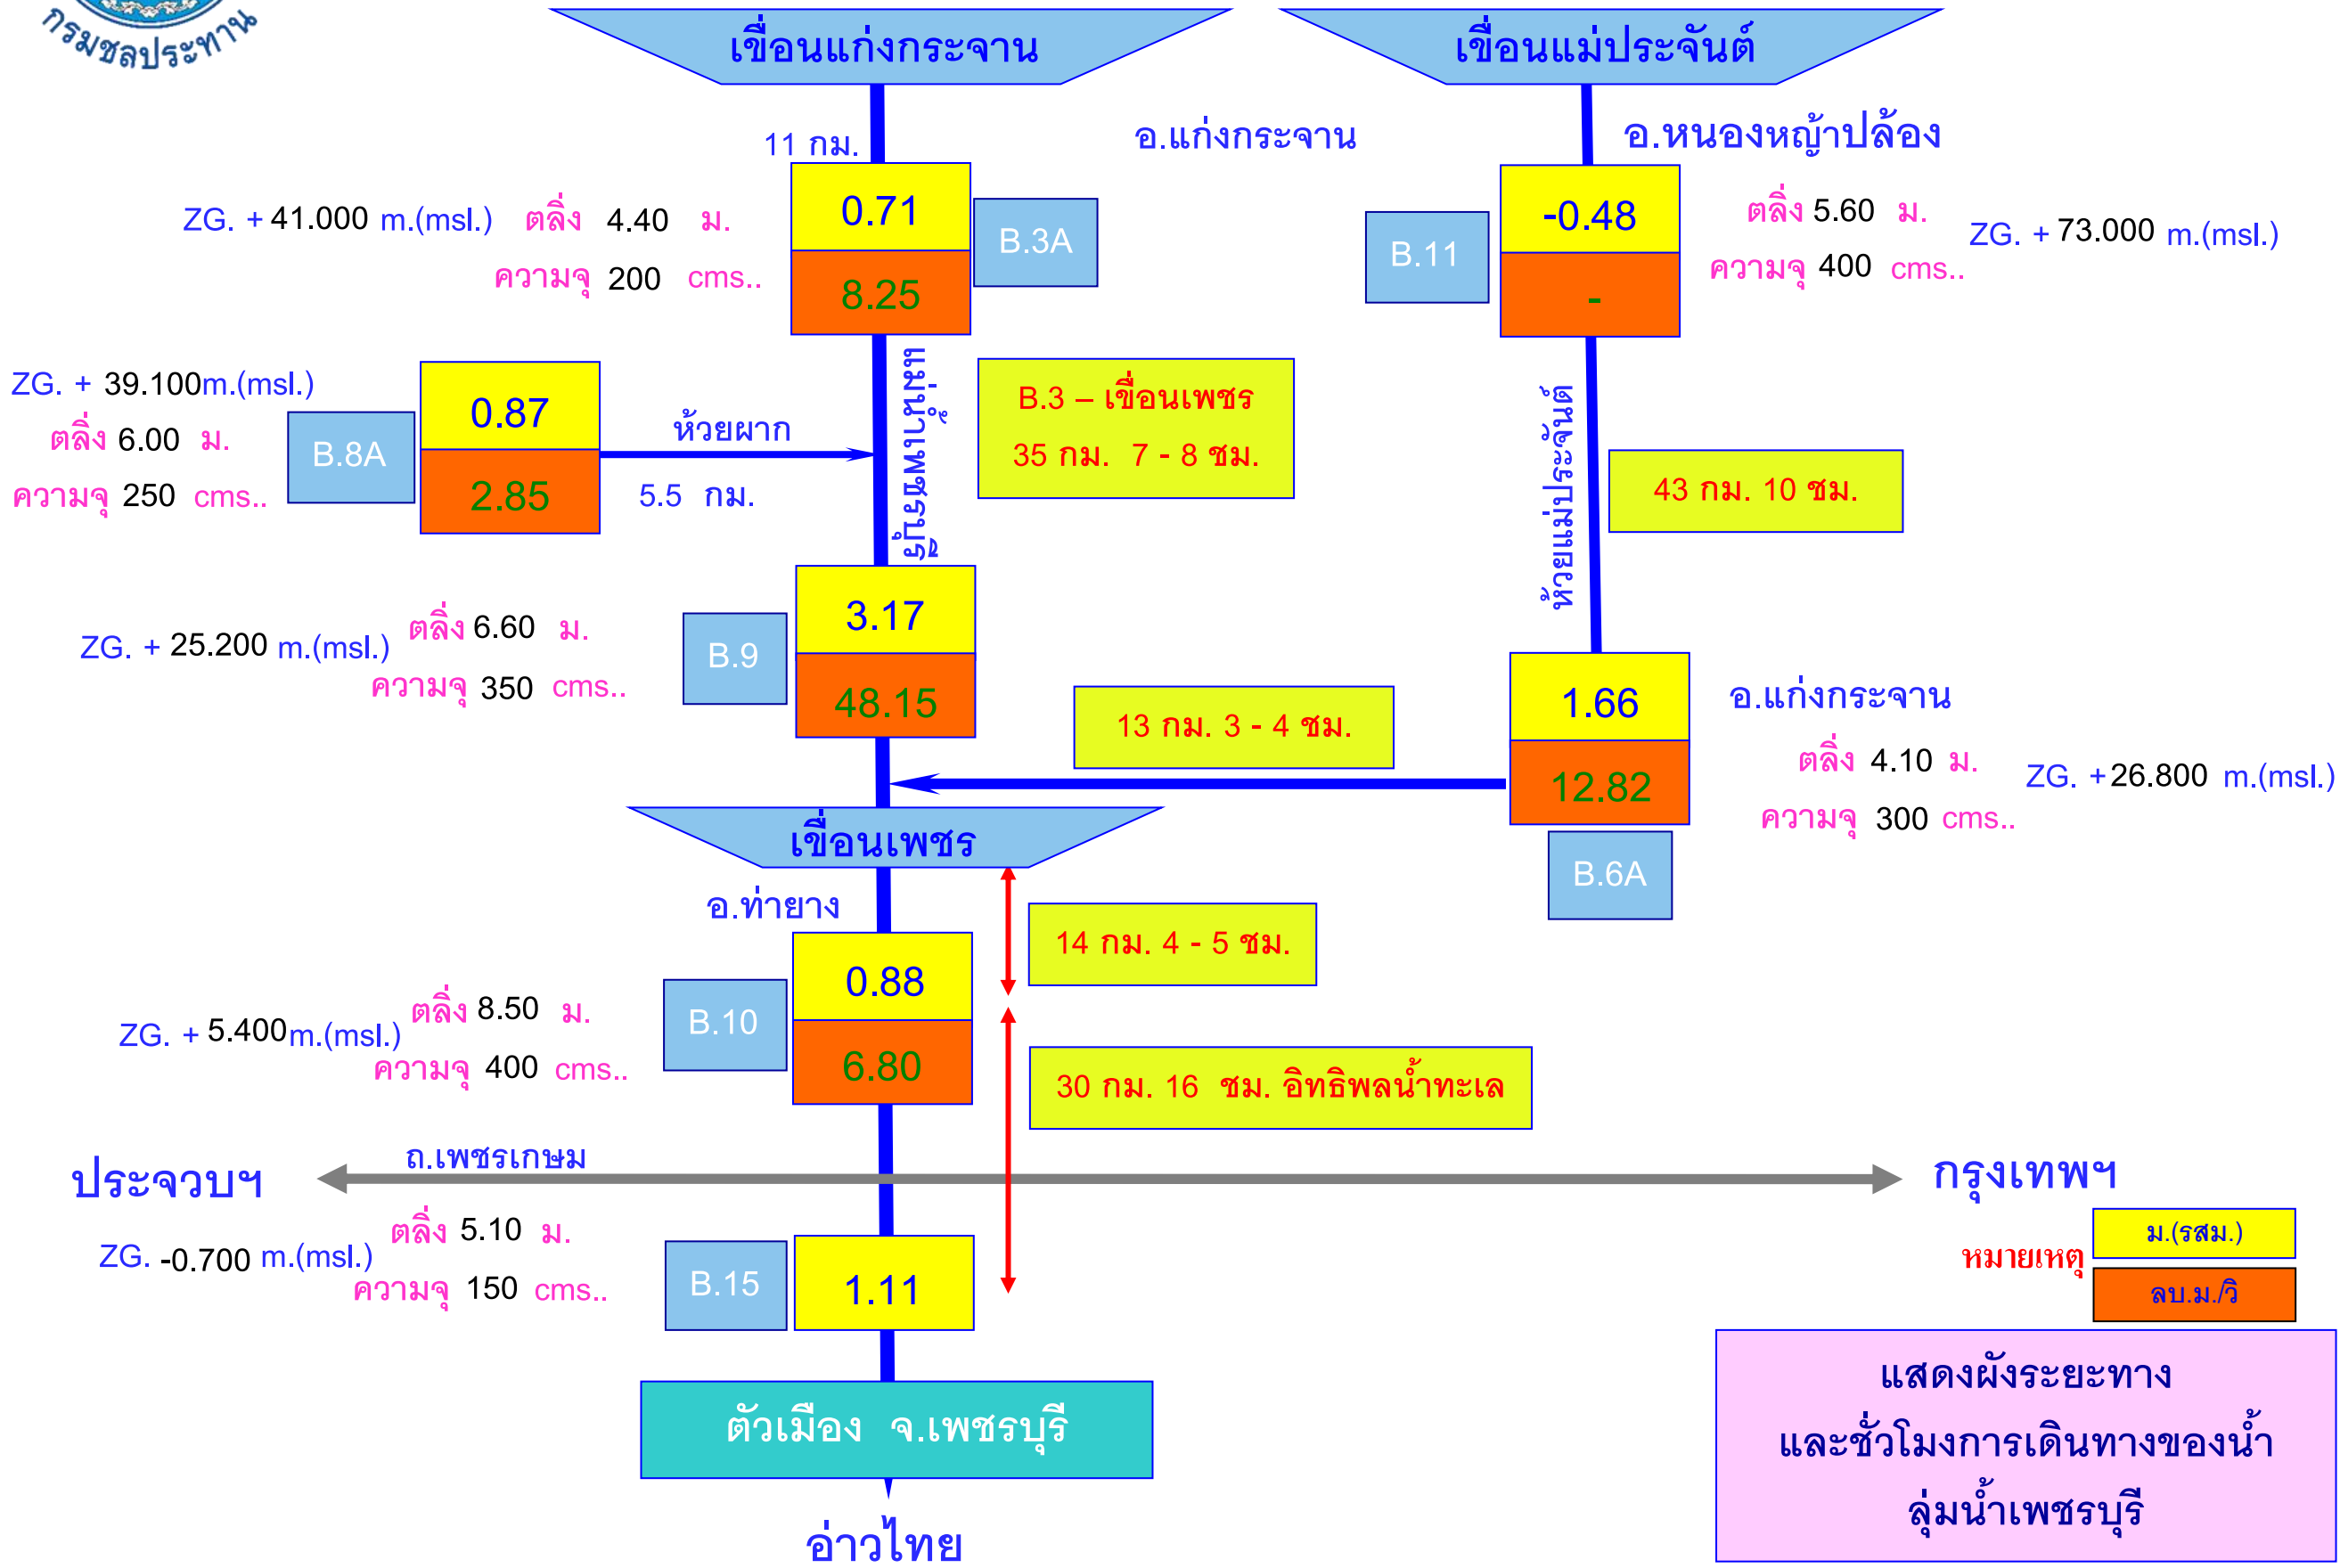 กรมชลประทาน
เขื่อนแก่งกระจาน
เขื่อนแม่ประจันต์
11 กม.
อ.แก่งกระจาน
อ.หนองหญ้าปล้อง
ZG. + 41.000 m.(msl.)
ตลิ่ง 4.40 ม.
ความจุ 200 cms..
0.71
8.25
B.3A
B.11
-0.48
-
ตลิ่ง 5.60 ม.
ความจุ 400 cms..
ZG. + 73.000 m.(msl.)
ZG. + 39.100m.(msl.)
ตลิ่ง 6.00 ม.
ความจุ 250 cms..
B.8A
0.87
2.85
ห้วยผาก
5.5 กม.
แม่น้ำเพชรบุรี
B.3 – เขื่อนเพชร
35 กม. 7 - 8 ชม.
ห้วยแม่ประจันต์
43 กม. 10 ชม.
ZG. + 25.200 m.(msl.)
ตลิ่ง 6.60 ม.
ความจุ 350 cms..
B.9
3.17
48.15
13 กม. 3 - 4 ชม.
1.66
12.82
B.6A
อ.แก่งกระจาน
ตลิ่ง 4.10 ม.
ความจุ 300 cms..
ZG. +26.800 m.(msl.)
เขื่อนเพชร
อ.ท่ายาง
14 กม. 4 - 5 ชม.
ZG. + 5.400m.(msl.)
ตลิ่ง 8.50 ม.
ความจุ 400 cms..
B.10
0.88
6.80
30 กม. 16 ชม. อิทธิพลน้ำทะเล
ประจวบฯ
ถ.เพชรเกษม
กรุงเทพฯ
ZG. -0.700 m.(msl.)
ตลิ่ง 5.10 ม.
ความจุ 150 cms..
B.15
1.11
หมายเหตุ
ม.(รสม.)
ลบ.ม./วิ
ตัวเมือง จ.เพชรบุรี
อ่าวไทย
แสดงผังระยะทาง
และชั่วโมงการเดินทางของน้ำ
ลุ่มน้ำเพชรบุรี